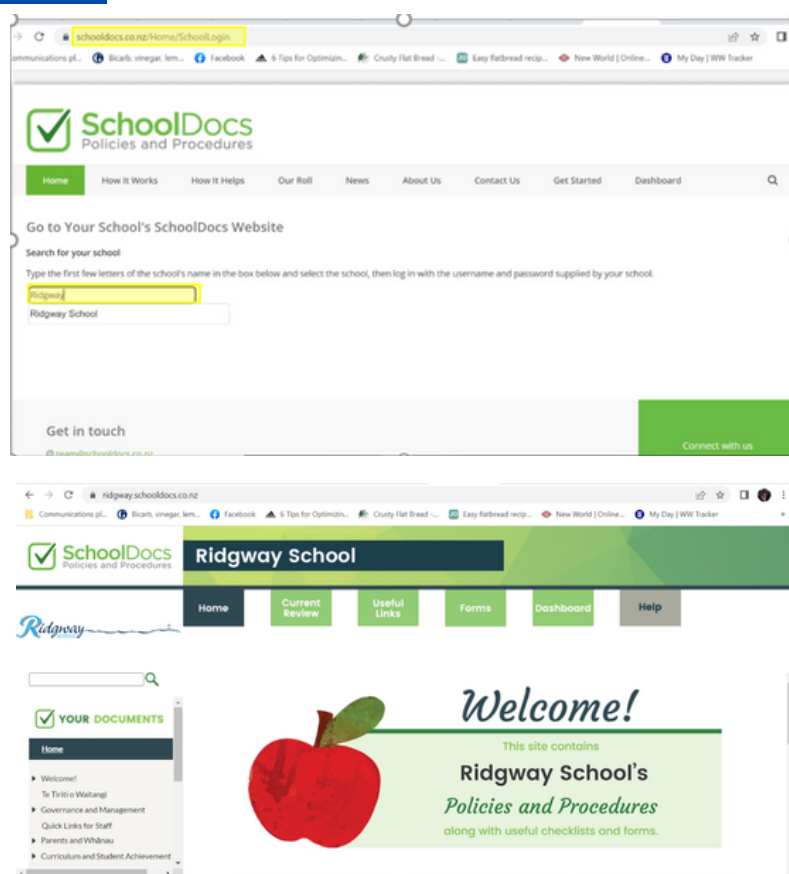 schooldocs.co.nz/Home/SchoolLogin
ommunications pl... Bicarb, vinegar, lem... Facebook 6 Tips for Optimizin... Crusty Flat Bread -... Easy flatbread recip... New World | Online... My Day | WW Tracker
SchoolDocs
Policies and Procedures
Home How It Works How It Helps Our Roll News About Us Contact Us Get Started Dashboard
Go to Your School's SchoolDocs Website
Search for your school
Type the first few letters of the school's name in the box below and select the school, then log in with the username and password supplied by your school.
Ridgway
Ridgway School
Get in touch
Connect with us
team@schooldocs.co.nz
ridgway.schooldocs.co.nz
Communications pl... Bicarb, vinegar, lem... Facebook 6 Tips for Optimizin... Crusty Flat Bread -... Easy flatbread recip... New World | Online... My Day | WW Tracker
SchoolDocs
Policies and Procedures
Ridgway School
Home Current Review Useful Links Forms Dashboard Help
Ridgway
YOUR DOCUMENTS
Home
Welcome!
Te Tiriti o Waitangi
Governance and Management
Quick Links for Staff
Parents and Whānau
Curriculum and Student Achievement
Welcome!
This site contains
Ridgway School's
Policies and Procedures
along with useful checklists and forms.